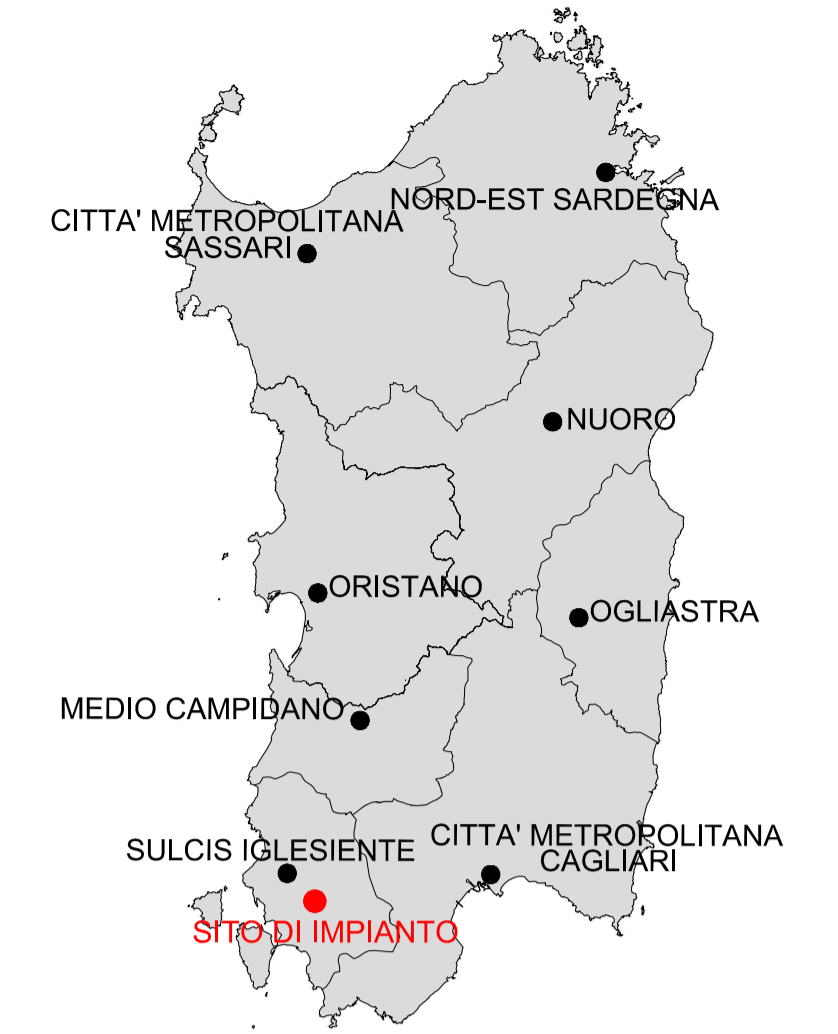 NORD-EST SARDEGNA
CITTA' METROPOLITANA
SASSARI
NUORO
ORISTANO
OGLIASTRA
MEDIO CAMPIDANO
CITTA' METROPOLITANA
CAGLIARI
SULCIS IGLESIENTE
SITO DI IMPIANTO